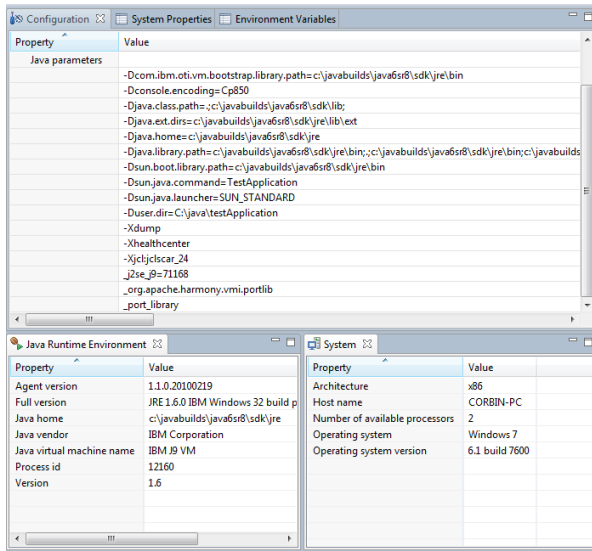 Configuration System Properties Environment Variables
Property Value
Java parameters
-Dcom.ibm.oti.vm.bootstrap.library.path=c:\javabuilds\java6sr8\sdk\jre\bin
-Dconsole.encoding=Cp850
-Djava.class.path=.;c:\javabuilds\java6sr8\sdk\lib;
-Djava.ext.dirs=c:\javabuilds\java6sr8\sdk\jre\lib\ext
-Djava.home=c:\javabuilds\java6sr8\sdk\jre
-Djava.library.path=c:\javabuilds\java6sr8\sdk\jre\bin;.;c:\javabuilds\java6sr8\sdk\jre\bin;c:\javabuilds
-Dsun.boot.library.path=c:\javabuilds\java6sr8\sdk\jre\bin
-Dsun.java.command=TestApplication
-Dsun.java.launcher=SUN_STANDARD
-Duser.dir=C:\java\testApplication
-Xdump
-Xhealthcenter
-Xjcl:jclscar_24
_j2se_j9=71168
_org.apache.harmony.vmi.portlib
_port_library
Java Runtime Environment
Property Value
Agent version 1.1.0.20100219
Full version JRE 1.6.0 IBM Windows 32 build p
Java home c:\javabuilds\java6sr8\sdk\jre
Java vendor IBM Corporation
Java virtual machine name IBM J9 VM
Process id 12160
Version 1.6
System
Property Value
Architecture x86
Host name CORBIN-PC
Number of available processors 2
Operating system Windows 7
Operating system version 6.1 build 7600